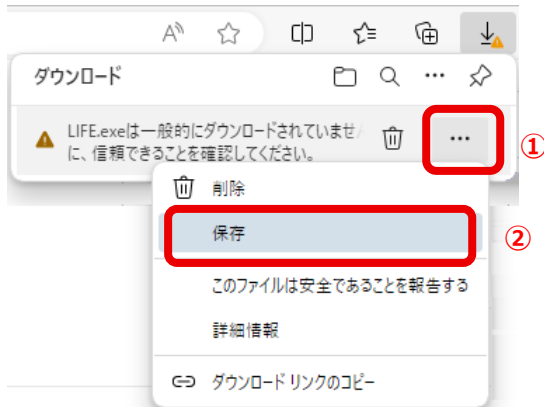 A
ダウンロード
LIFE.exeは一般的にダウンロードされていませ
に、信頼できることを確認してください。
①
削除
保存
②
このファイルは安全であることを報告する
詳細情報
ダウンロード リンクのコピー